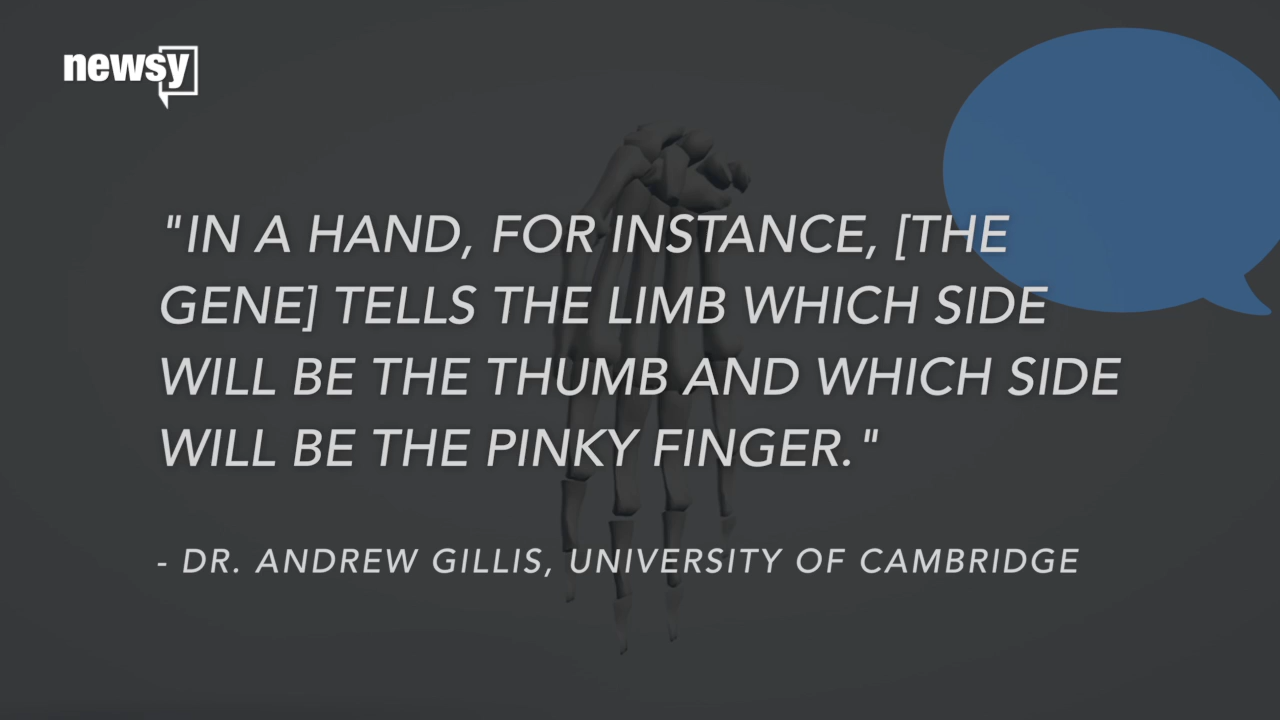 newsy
"IN A HAND, FOR INSTANCE, [THE
GENE] TELLS THE LIMB WHICH SIDE
WILL BE THE THUMB AND WHICH SIDE
WILL BE THE PINKY FINGER."
- DR. ANDREW GILLIS, UNIVERSITY OF CAMBRIDGE